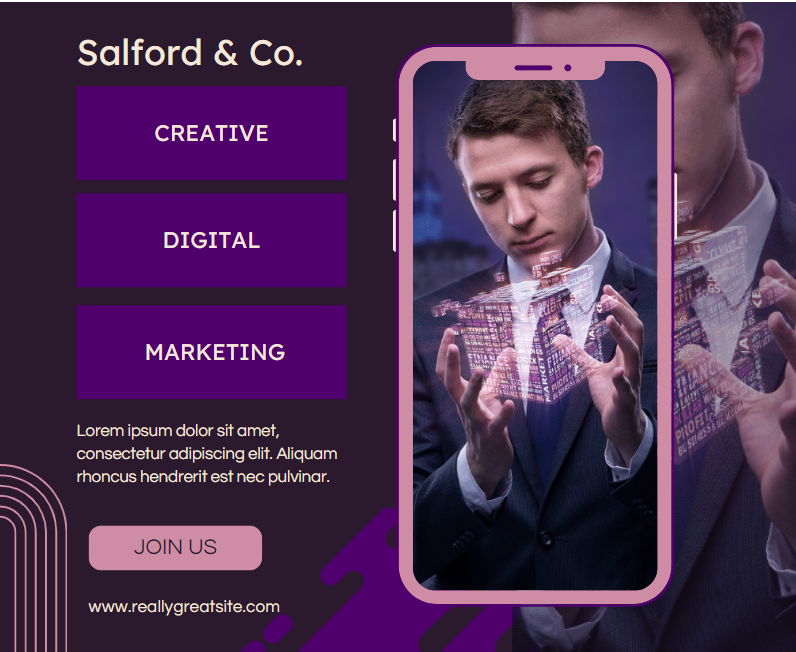 Salford & Co.
CREATIVE
DIGITAL
MARKETING
Lorem ipsum dolor sit amet,
consectetur adipiscing elit. Aliquam
rhoncus hendrerit est nec pulvinar.
JOIN US
www.reallygreatsite.com